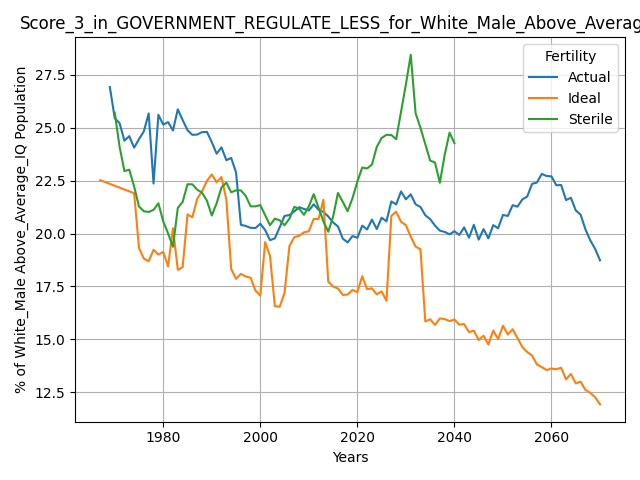 Score_3_in_GOVERNMENT_REGULATE_LESS_for_White_Male_Above_Averag
% of White_Male Above_Average_IQ Population
27.5
25.0
22.5
20.0
17.5
15.0
12.5
Fertility
Actual
Ideal
Sterile
1980
2000
2020
2040
2060
Years